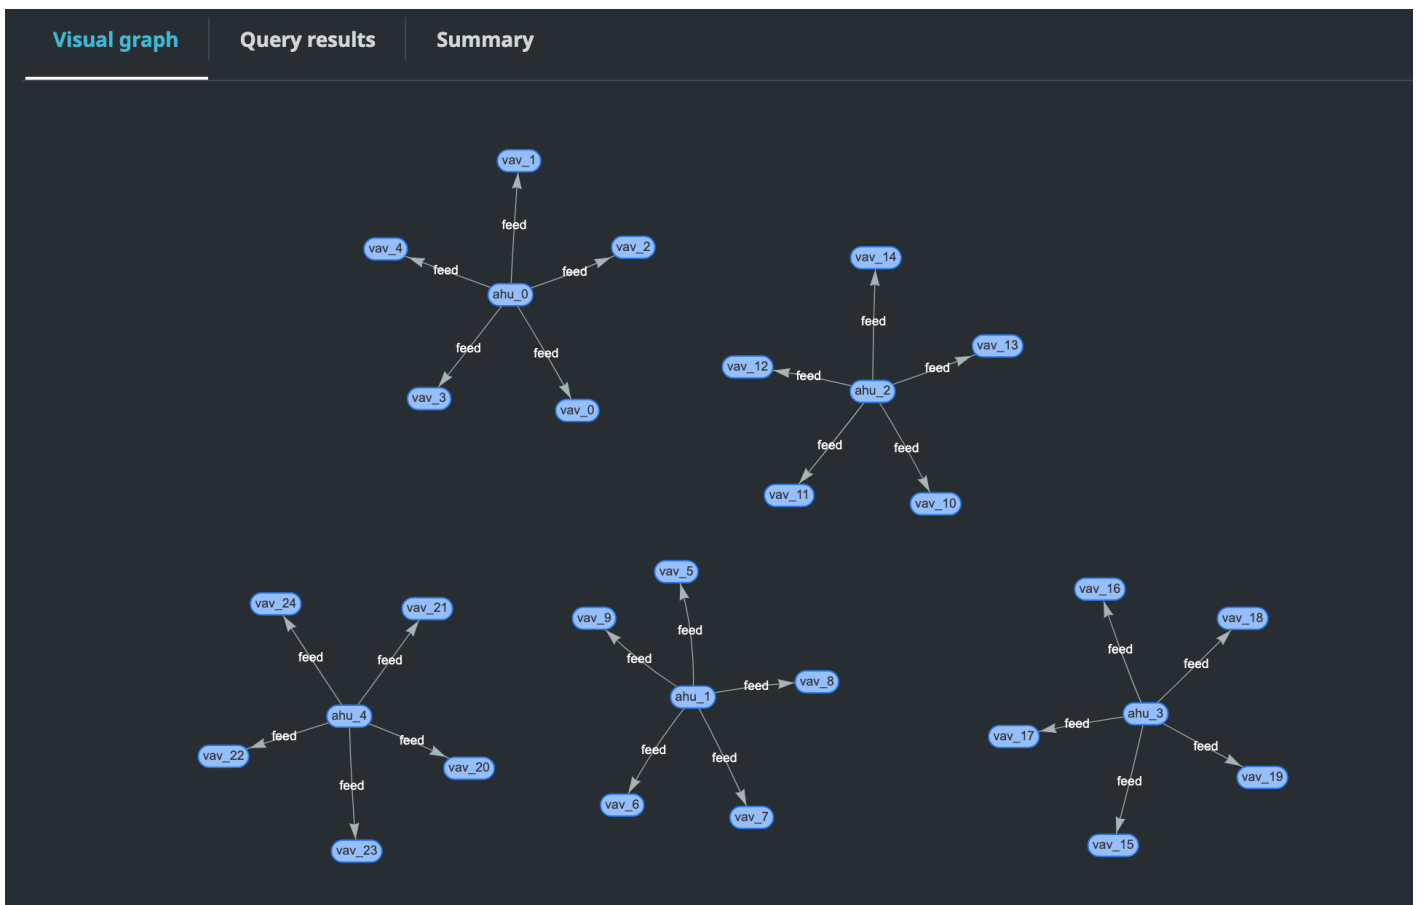 Visual graph
Query results
Summary
vav_1
feed
vav_4
vav_2
feed
feed
ahu_0
feed
feed
vav_3
vav_0
vav_14
feed
vav_12
vav_13
feed
feed
ahu_2
feed
feed
vav_11
vav_10
vav_24
vav_21
feed
feed
ahu_4
feed
feed
vav_22
vav_20
feed
vav_23
vav_5
vav_9
feed
feed
vav_8
feed
ahu_1
feed
feed
vav_6
vav_7
vav_16
vav_18
feed
feed
ahu_3
feed
vav_17
feed
vav_19
feed
vav_15